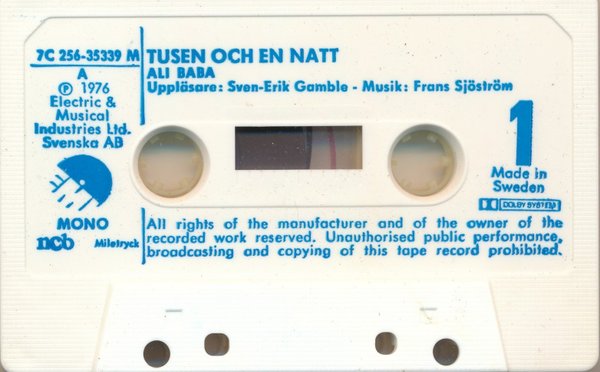 7C 256-35339 M
TUSEN OCH EN NATT
ALI BABA
Uppläsare: Sven-Erik Gamble - Musik: Frans Sjöström
A
℗ 1976
Electric &
Musical
Industries Ltd.
Svenska AB
1
Made in
Sweden
DOLBY SYSTEM
MONO
ncb Miletryck
All rights of the manufacturer and of the owner of the
recorded work reserved. Unauthorised public performance,
broadcasting and copying of this tape record prohibited.